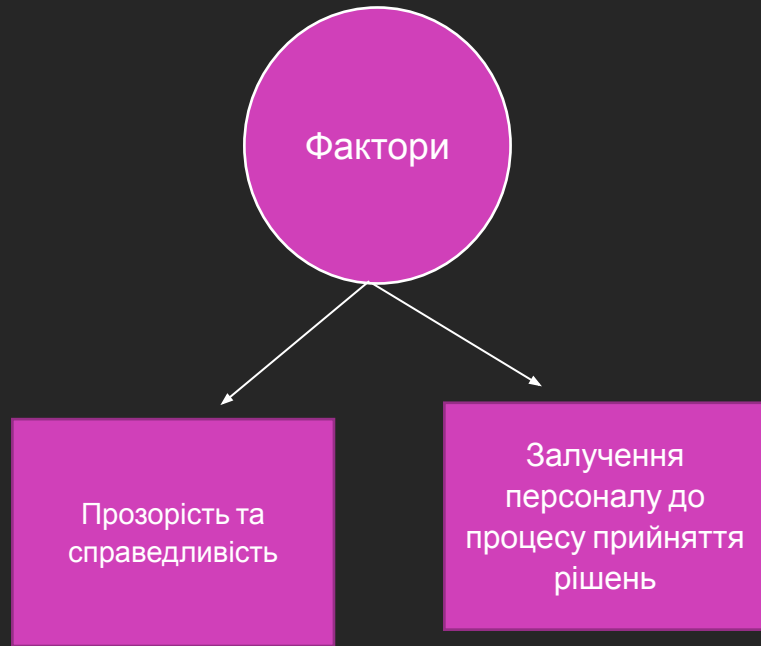 Фактори
Прозорість та
справедливість
Залучення
персоналу до
процесу прийняття
рішень